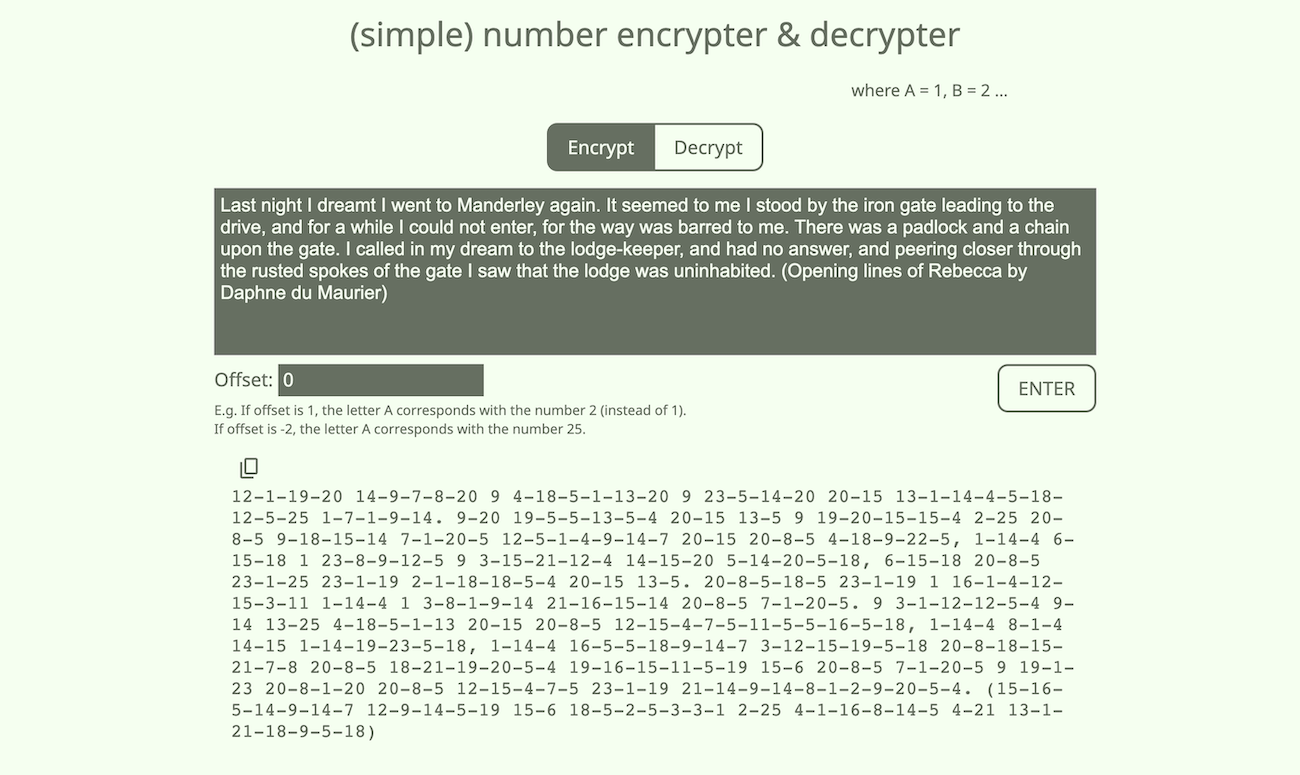 (simple) number encrypter & decrypter
where A = 1, B = 2 ...
Encrypt Decrypt
Last night I dreamt I went to Manderley again. It seemed to me I stood by the iron gate leading to the
drive, and for a while I could not enter, for the way was barred to me. There was a padlock and a chain
upon the gate. I called in my dream to the lodge-keeper, and had no answer, and peering closer through
the rusted spokes of the gate I saw that the lodge was uninhabited. (Opening lines of Rebecca by
Daphne du Maurier)
Offset: 0
ENTER
E.g. If offset is 1, the letter A corresponds with the number 2 (instead of 1).
If offset is -2, the letter A corresponds with the number 25.
12-1-19-20 14-9-7-8-20 9 4-18-5-1-13-20 9 23-5-14-20 20-15 13-1-14-4-5-18-
12-5-25 1-7-1-9-14. 9-20 19-5-5-13-5-4 20-15 13-5 9 19-20-15-15-4 2-25 20-
8-5 9-18-15-14 7-1-20-5 12-5-1-4-9-14-7 20-15 20-8-5 4-18-9-22-5, 1-14-4 6-
15-18 1 23-8-9-12-5 9 3-15-21-12-4 14-15-20 5-14-20-5-18, 6-15-18 20-8-5
23-1-25 23-1-19 2-1-18-18-5-4 20-15 13-5. 20-8-5-18-5 23-1-19 1 16-1-4-12-
15-3-11 1-14-4 1 3-8-1-9-14 21-16-15-14 20-8-5 7-1-20-5. 9 3-1-12-12-5-4 9-
14 13-25 4-18-5-1-13 20-15 20-8-5 12-15-4-7-5-11-5-5-16-5-18, 1-14-4 8-1-4
14-15 1-14-19-23-5-18, 1-14-4 16-5-5-18-9-14-7 3-12-15-19-5-18 20-8-18-15-
21-7-8 20-8-5 18-21-19-20-5-4 19-16-15-11-5-19 15-6 20-8-5 7-1-20-5 9 19-1-
23 20-8-1-20 20-8-5 12-15-4-7-5 23-1-19 21-14-9-14-8-1-2-9-20-5-4. (15-16-
5-14-9-14-7 12-9-14-5-19 15-6 18-5-2-5-3-3-1 2-25 4-1-16-8-14-5 4-21 13-1-
21-18-9-5-18)